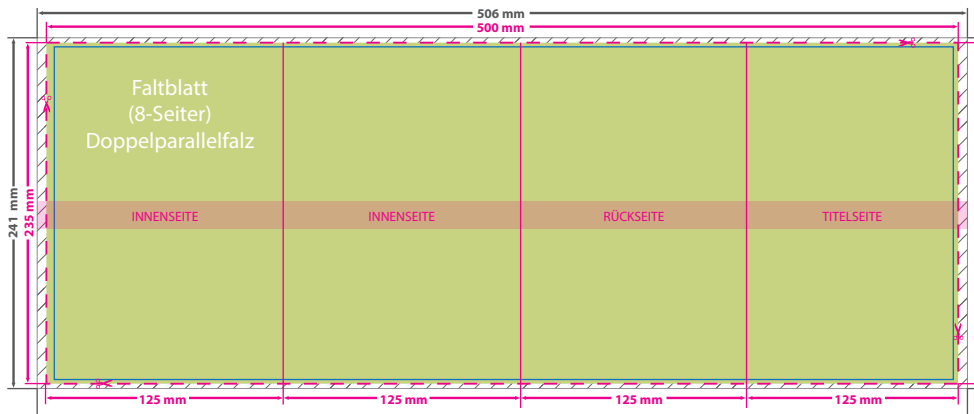 506 mm
500 mm
Faltblatt
(8-Seiter)
Doppelparallelfalz
241 mm
235 mm
INNENSEITE
INNENSEITE
RÜCKSEITE
TITELSEITE
125 mm
125 mm
125 mm
125 mm